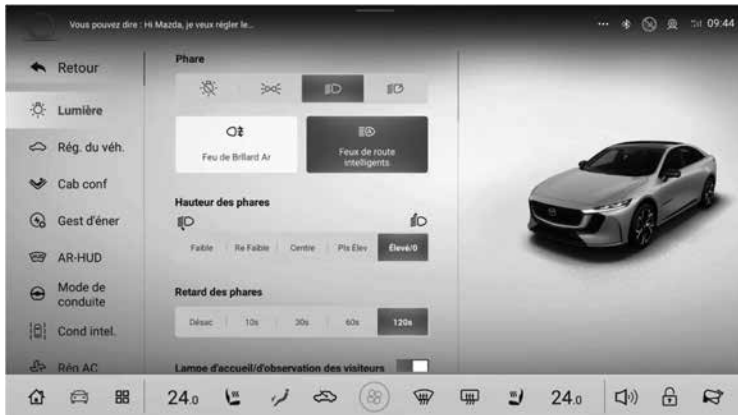 Vous pouvez dire : Hi Mazda, je veux régler le...
09:44
Retour
Lumière
Rég. du véh.
Cab conf
Gest d'éner
AR-HUD
Mode de
conduite
Cond intel.
Rég AC
Phare
Feu de Brillard Ar
Feux de route
intelligents
Hauteur des phares
Faible Re Faible Centre Pls Élev Élevé/0
Retard des phares
Désac 10s 30s 60s 120s
Lampe d'accueil/d'observation des visiteurs
24.0 24.0